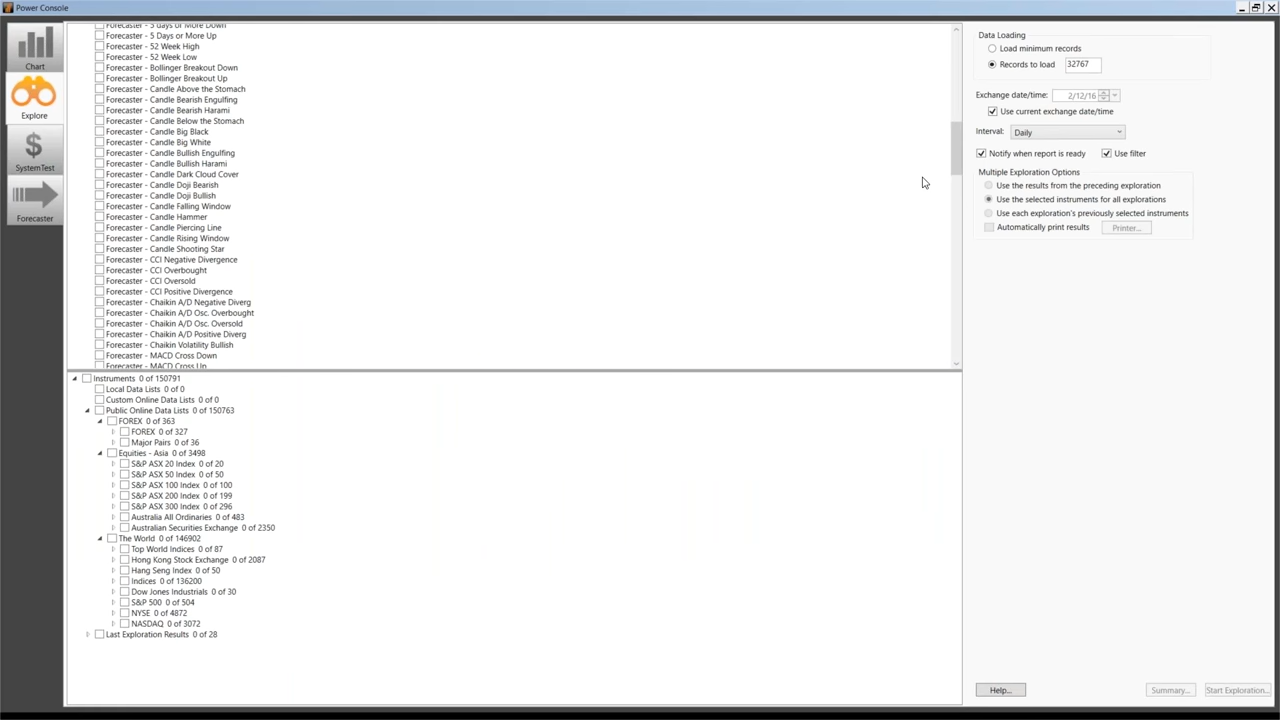 Power Console
Chart
Explore
SystemTest
Forecaster
Forecaster - 5 days or More Down
Forecaster - 5 Days or More Up
Forecaster - 52 Week High
Forecaster - 52 Week Low
Forecaster - Bollinger Breakout Down
Forecaster - Bollinger Breakout Up
Forecaster - Candle Above the Stomach
Forecaster - Candle Bearish Engulfing
Forecaster - Candle Bearish Harami
Forecaster - Candle Below the Stomach
Forecaster - Candle Big Black
Forecaster - Candle Big White
Forecaster - Candle Bullish Engulfing
Forecaster - Candle Bullish Harami
Forecaster - Candle Dark Cloud Cover
Forecaster - Candle Doji Bearish
Forecaster - Candle Doji Bullish
Forecaster - Candle Falling Window
Forecaster - Candle Hammer
Forecaster - Candle Piercing Line
Forecaster - Candle Rising Window
Forecaster - Candle Shooting Star
Forecaster - CCI Negative Divergence
Forecaster - CCI Overbought
Forecaster - CCI Oversold
Forecaster - CCI Positive Divergence
Forecaster - Chaikin A/D Negative Diverg
Forecaster - Chaikin A/D Osc. Overbought
Forecaster - Chaikin A/D Osc. Oversold
Forecaster - Chaikin A/D Positive Diverg
Forecaster - Chaikin Volatility Bullish
Forecaster - MACD Cross Down
Forecaster - MACD Cross Up
Instruments 0 of 150791
Local Data Lists 0 of 0
Custom Online Data Lists 0 of 0
Public Online Data Lists 0 of 150763
FOREX 0 of 363
FOREX 0 of 327
Major Pairs 0 of 36
Equities - Asia 0 of 3498
S&P ASX 20 Index 0 of 20
S&P ASX 50 Index 0 of 50
S&P ASX 100 Index 0 of 100
S&P ASX 200 Index 0 of 199
S&P ASX 300 Index 0 of 296
Australia All Ordinaries 0 of 483
Australian Securities Exchange 0 of 2350
The World 0 of 146902
Top World Indices 0 of 87
Hong Kong Stock Exchange 0 of 2087
Hang Seng Index 0 of 50
Indices 0 of 136200
Dow Jones Industrials 0 of 30
S&P 500 0 of 504
NYSE 0 of 4872
NASDAQ 0 of 3072
Last Exploration Results 0 of 28
Data Loading
Load minimum records
Records to load 32767
Exchange date/time: 2/12/16
Use current exchange date/time
Interval: Daily
Notify when report is ready Use filter
Multiple Exploration Options
Use the results from the preceding exploration
Use the selected instruments for all explorations
Use each exploration's previously selected instruments
Automatically print results Printer...
Help... Summary... Start Exploration...